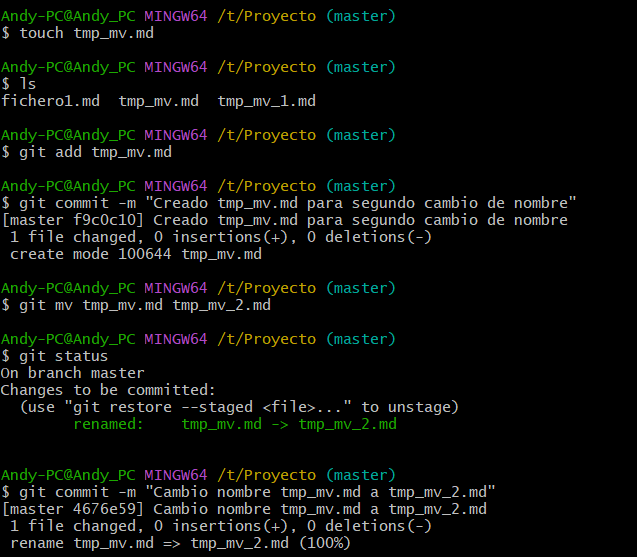 Andy-PC@Andy_PC MINGW64 /t/Proyecto (master)
$ touch tmp_mv.md
Andy-PC@Andy_PC MINGW64 /t/Proyecto (master)
$ ls
fichero1.md  tmp_mv.md  tmp_mv_1.md
Andy-PC@Andy_PC MINGW64 /t/Proyecto (master)
$ git add tmp_mv.md
Andy-PC@Andy_PC MINGW64 /t/Proyecto (master)
$ git commit -m "Creado tmp_mv.md para segundo cambio de nombre"
[master f9c0c10] Creado tmp_mv.md para segundo cambio de nombre
 1 file changed, 0 insertions(+), 0 deletions(-)
 create mode 100644 tmp_mv.md
Andy-PC@Andy_PC MINGW64 /t/Proyecto (master)
$ git mv tmp_mv.md tmp_mv_2.md
Andy-PC@Andy_PC MINGW64 /t/Proyecto (master)
$ git status
On branch master
Changes to be committed:
  (use "git restore --staged <file>..." to unstage)
        renamed:    tmp_mv.md -> tmp_mv_2.md
Andy-PC@Andy_PC MINGW64 /t/Proyecto (master)
$ git commit -m "Cambio nombre tmp_mv.md a tmp_mv_2.md"
[master 4676e59] Cambio nombre tmp_mv.md a tmp_mv_2.md
 1 file changed, 0 insertions(+), 0 deletions(-)
 rename tmp_mv.md => tmp_mv_2.md (100%)